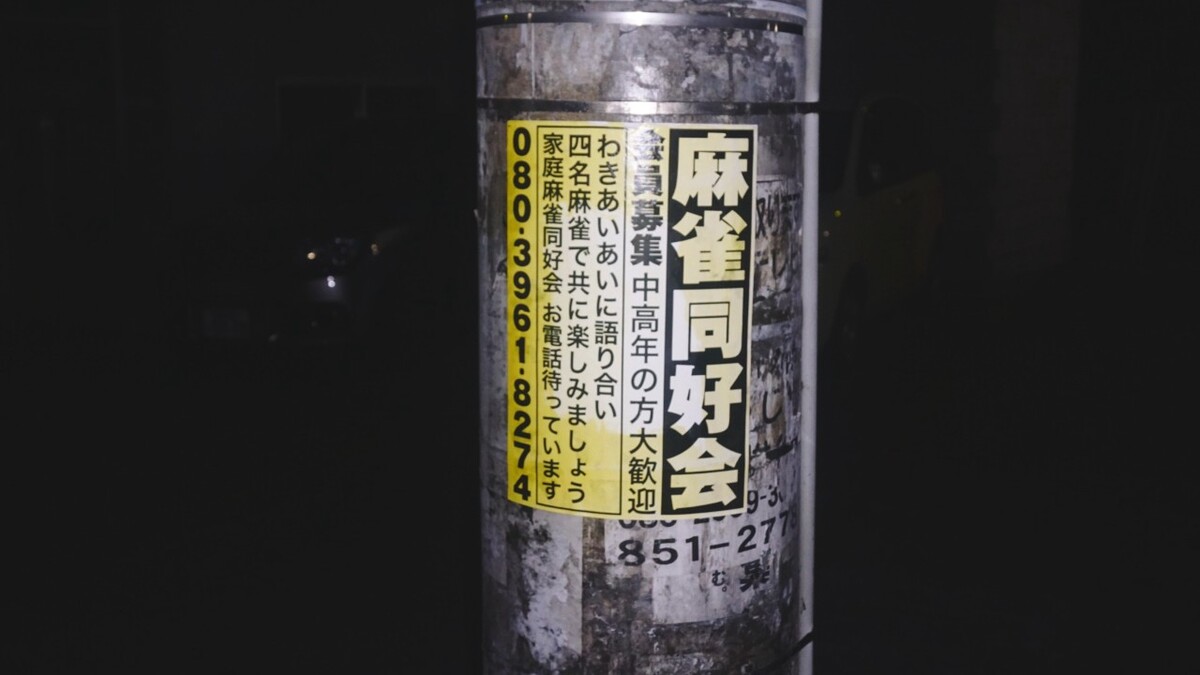 麻雀同好会
会員募集 中高年の方大歓迎
わきあいあいに語り合い
四名麻雀で共に楽しみましょう
家庭麻雀同好会 お電話待っています
080-3961-8274
851-277
む。